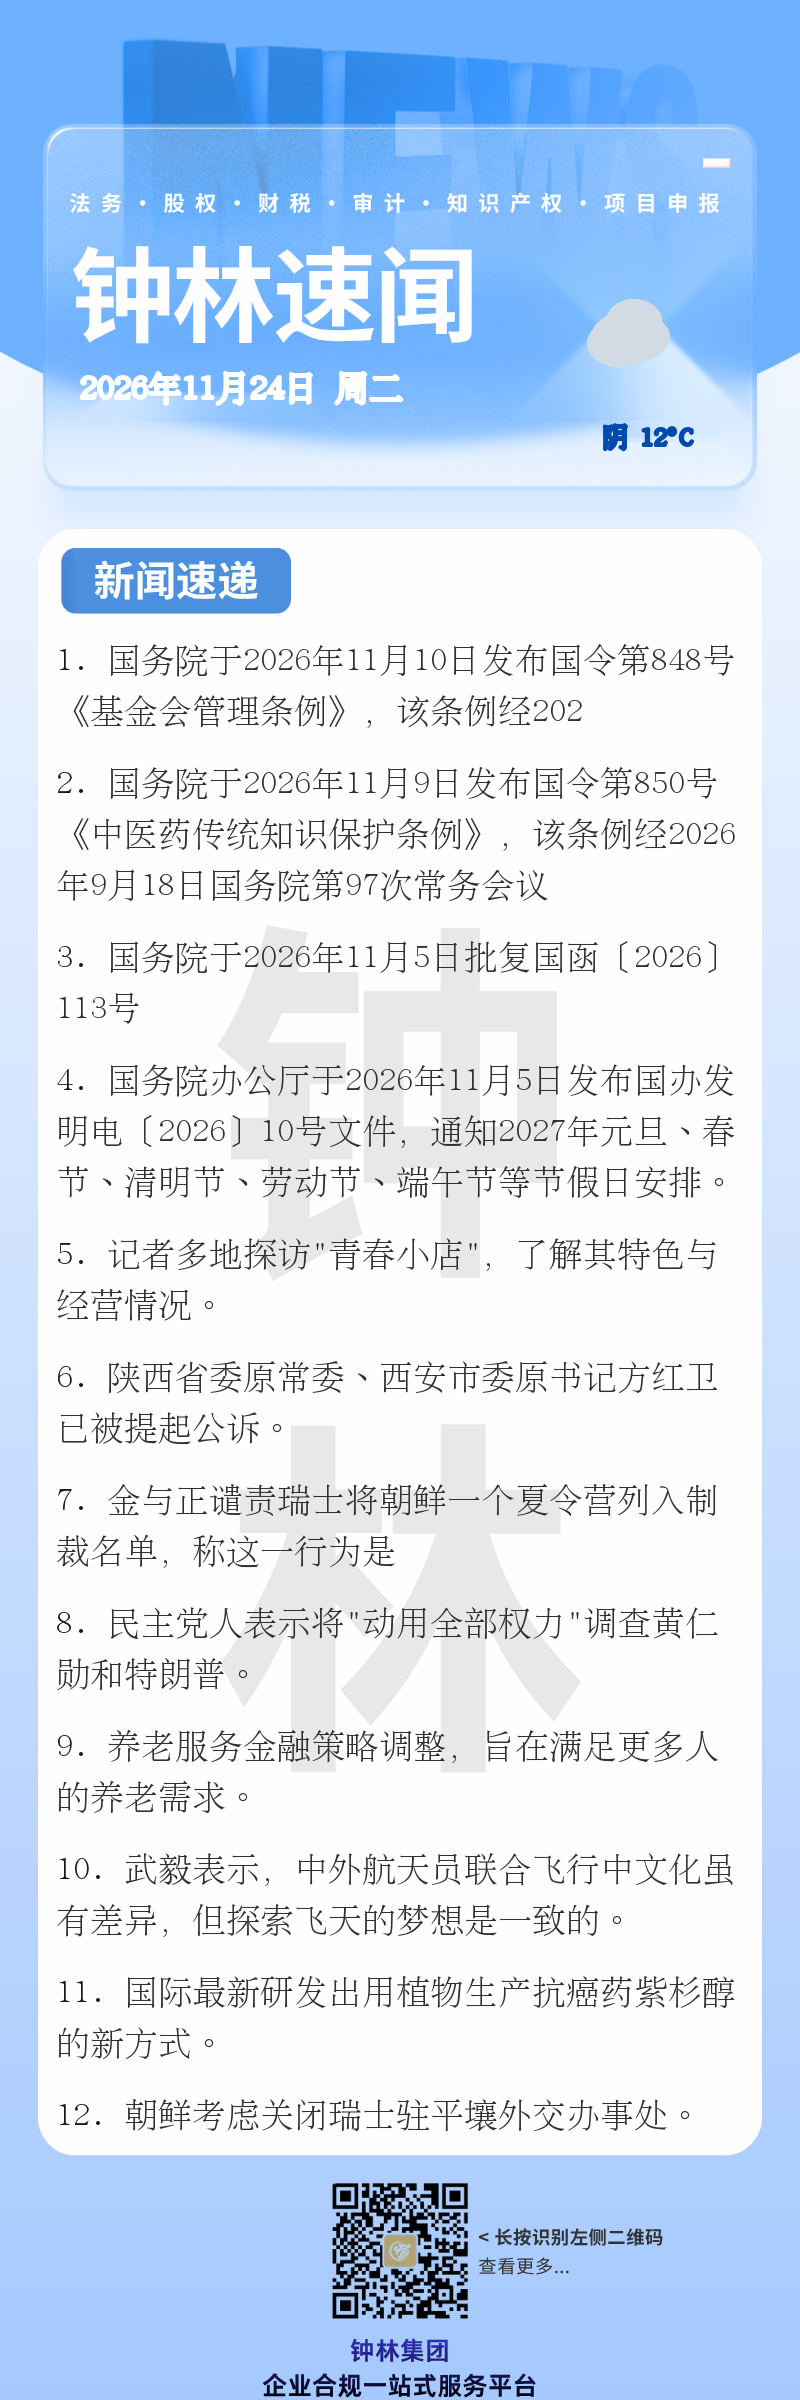 NEWS
法务·股权·财税·审计·知识产权·项目申报
钟林速闻
2026年11月24日 周二
阴 12°C
新闻速递
1. 国务院于2026年11月10日发布国令第848号
《基金会管理条例》, 该条例经202
2. 国务院于2026年11月9日发布国令第850号
《中医药传统知识保护条例》, 该条例经2026
年9月18日国务院第97次常务会议
3. 国务院于2026年11月5日批复国函〔2026〕
113号
4. 国务院办公厅于2026年11月5日发布国办发
明电〔2026〕10号文件, 通知2027年元旦、春
节、清明节、劳动节、端午节等节假日安排。
5. 记者多地探访"青春小店", 了解其特色与
经营情况。
6. 陕西省委原常委、西安市委原书记方红卫
已被提起公诉。
7. 金与正谴责瑞士将朝鲜一个夏令营列入制
裁名单, 称这一行为是
8. 民主党人表示将"动用全部权力"调查黄仁
勋和特朗普。
9. 养老服务金融策略调整, 旨在满足更多人
的养老需求。
10. 武毅表示, 中外航天员联合飞行中文化虽
有差异, 但探索飞天的梦想是一致的。
11. 国际最新研发出用植物生产抗癌药紫杉醇
的新方式。
12. 朝鲜考虑关闭瑞士驻平壤外交办事处。
钟
林
< 长按识别左侧二维码
查看更多...
钟林集团
企业合规一站式服务平台